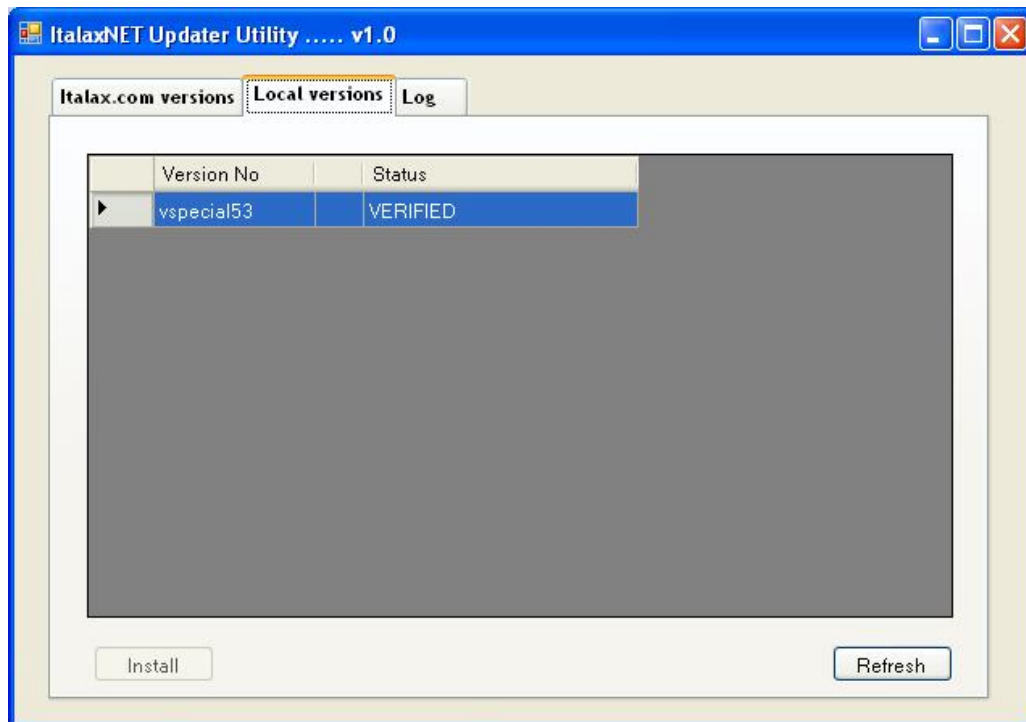 ItalaxNET Updater Utility ..... v1.0
Italax.com versions Local versions Log
Version No Status
vspecial53 VERIFIED
Install Refresh